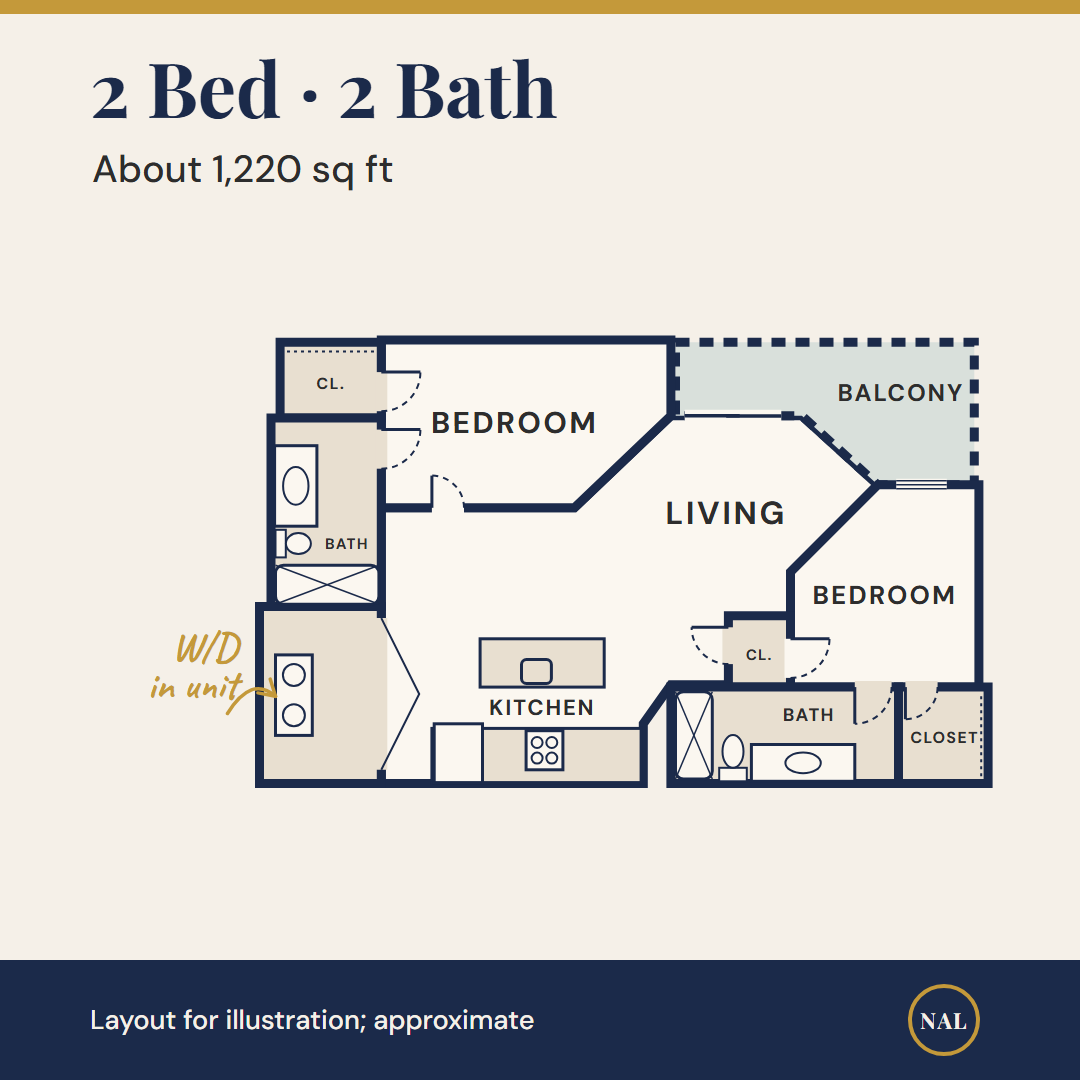 2 Bed · 2 Bath
About 1,220 sq ft
CL.
BEDROOM
BALCONY
LIVING
BATH
BEDROOM
W/D
in unit
CL.
KITCHEN
BATH
CLOSET
Layout for illustration; approximate
NAL